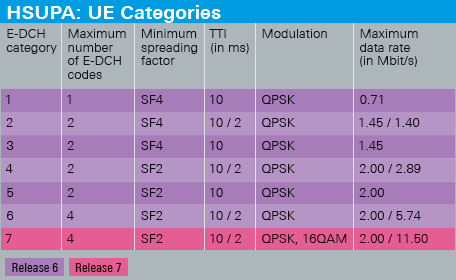 HSUPA: UE Categories
E-DCH category Maximum number of E-DCH codes Minimum spreading factor TTI (in ms) Modulation Maximum data rate (in Mbit/s)
1 1 SF4 10 QPSK 0.71
2 2 SF4 10 / 2 QPSK 1.45 / 1.40
3 2 SF4 10 QPSK 1.45
4 2 SF2 10 / 2 QPSK 2.00 / 2.89
5 2 SF2 10 QPSK 2.00
6 4 SF2 10 / 2 QPSK 2.00 / 5.74
7 4 SF2 10 / 2 QPSK, 16QAM 2.00 / 11.50
Release 6 Release 7